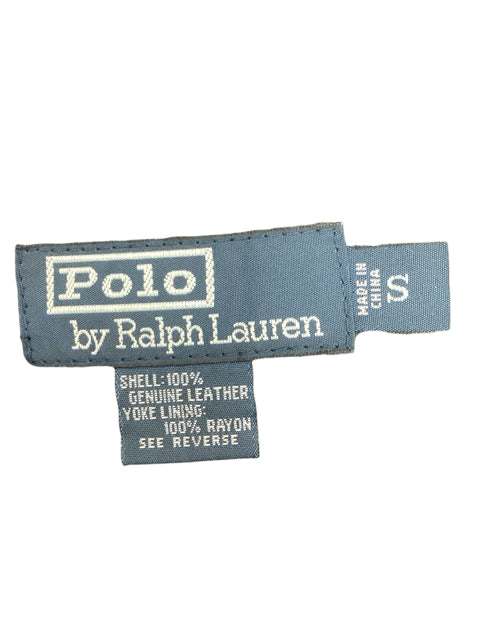 Polo
by Ralph Lauren
MADE IN
CHINA
S
SHELL:100%
GENUINE LEATHER
YOKE LINING:
100% RAYON
SEE REVERSE